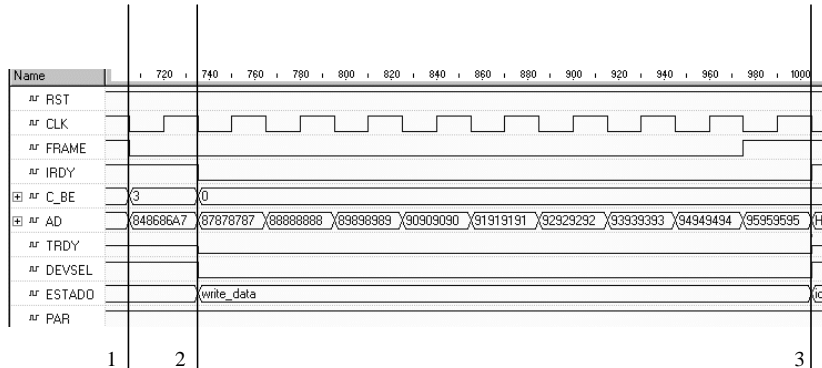 Name 720 740 760 780 800 820 840 860 880 900 920 940 960 980 1000
RST
CLK
FRAME
IRDY
C_BE 3 0
AD 848686A7 87878787 88888888 89898989 90909090 91919191 92929292 93939393 94949494 95959595 H
TRDY
DEVSEL
ESTADO write_data
PAR
1 2 3